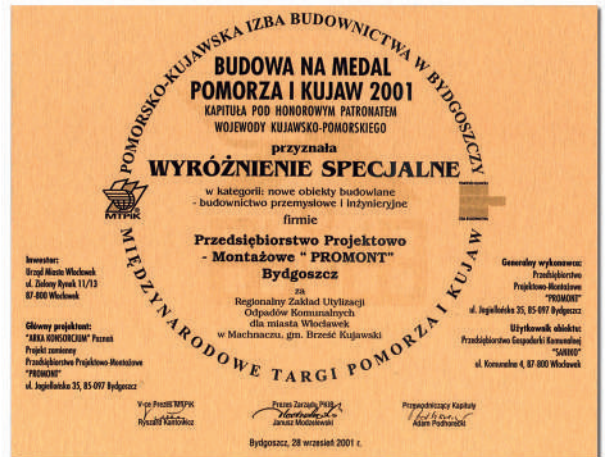 POMORSKO-KUJAWSKA IZBA BUDOWNICTWA W BYDGOSZCZY
BUDOWA NA MEDAL
POMORZA I KUJAW 2001
KAPITUŁA POD HONOROWYM PATRONATEM
WOJEWODY KUJAWSKO-POMORSKIEGO
przyznała
WYRÓŻNIENIE SPECJALNE
w kategorii: nowe obiekty budowlane
- budownictwo przemysłowe i inżynieryjne
firmie
Przedsiębiorstwo Projektowo
- Montażowe " PROMONT"
Bydgoszcz
za
Regionalny Zakład Utylizacji
Odpadów Komunalnych
dla miasta Włocławek
w Machnaczu, gm. Brześć Kujawski
MTPIK
MIĘDZYNARODOWE TARGI POMORZA I KUJAW
Inwestor:
Urząd Miasta Włocławek
ul. Zielony Rynek 11/13
87-800 Włocławek
Główny projektant:
"ARKA KONSORCJUM" Poznań
Projekt zamienny
Przedsiębiorstwo Projektowo-Montażowe
"PROMONT"
ul. Jagiellońska 35, 85-097 Bydgoszcz
Generalny wykonawca:
Przedsiębiorstwo
Projektowo-Montażowe
"PROMONT"
ul. Jagiellońska 35, 85-097 Bydgoszcz
Użytkownik obiektu:
Przedsiębiorstwo Gospodarki Komunalnej
"SANIKO"
ul. Komunalna 4, 87-800 Włocławek
V-ce Prezes MTPiK
Ryszard Kantowicz
Prezes Zarządu PKIB
Janusz Modzelewski
Przewodniczący Kapituły
Adam Podhorecki
Bydgoszcz, 28 wrzesień 2001 r.